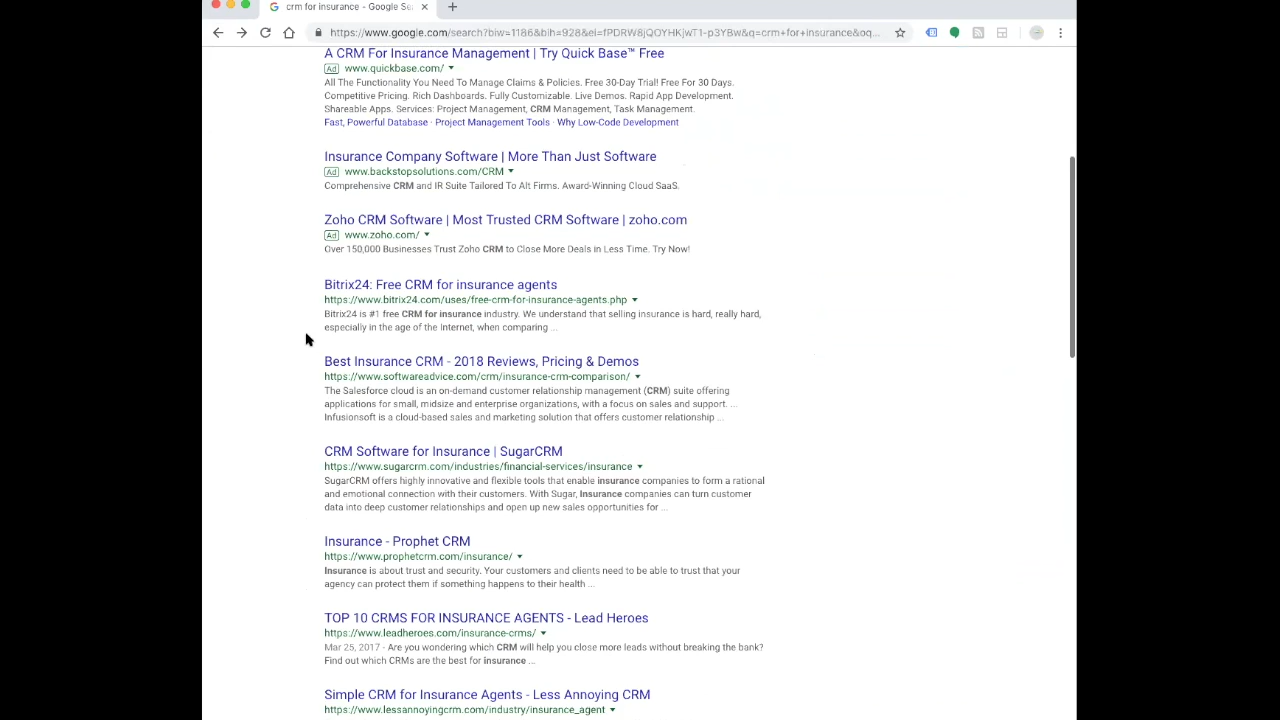 crm for insurance - Google Se
https://www.google.com/search?biw=1186&bih=928&ei=fPDRW8jQOYHKjwT1-p3YBw&q=crm+for+insurance&oq...
A CRM For Insurance Management | Try Quick Base™ Free
Ad www.quickbase.com/
All The Functionality You Need To Manage Claims & Policies. Free 30-Day Trial! Free For 30 Days.
Competitive Pricing. Rich Dashboards. Fully Customizable. Live Demos. Rapid App Development.
Shareable Apps. Services: Project Management, CRM Management, Task Management.
Fast, Powerful Database · Project Management Tools · Why Low-Code Development
Insurance Company Software | More Than Just Software
Ad www.backstopsolutions.com/CRM
Comprehensive CRM and IR Suite Tailored To Alt Firms. Award-Winning Cloud SaaS.
Zoho CRM Software | Most Trusted CRM Software | zoho.com
Ad www.zoho.com/
Over 150,000 Businesses Trust Zoho CRM to Close More Deals in Less Time. Try Now!
Bitrix24: Free CRM for insurance agents
https://www.bitrix24.com/uses/free-crm-for-insurance-agents.php
Bitrix24 is #1 free CRM for insurance industry. We understand that selling insurance is hard, really hard,
especially in the age of the Internet, when comparing ...
Best Insurance CRM - 2018 Reviews, Pricing & Demos
https://www.softwareadvice.com/crm/insurance-crm-comparison/
The Salesforce cloud is an on-demand customer relationship management (CRM) suite offering
applications for small, midsize and enterprise organizations, with a focus on sales and support. ...
Infusionsoft is a cloud-based sales and marketing solution that offers customer relationship ...
CRM Software for Insurance | SugarCRM
https://www.sugarcrm.com/industries/financial-services/insurance
SugarCRM offers highly innovative and flexible tools that enable insurance companies to form a rational
and emotional connection with their customers. With Sugar, Insurance companies can turn customer
data into deep customer relationships and open up new sales opportunities for ...
Insurance - Prophet CRM
https://www.prophetcrm.com/insurance/
Insurance is about trust and security. Your customers and clients need to be able to trust that your
agency can protect them if something happens to their health ...
TOP 10 CRMS FOR INSURANCE AGENTS - Lead Heroes
https://www.leadheroes.com/insurance-crms/
Mar 25, 2017 - Are you wondering which CRM will help you close more leads without breaking the bank?
Find out which CRMs are the best for insurance ...
Simple CRM for Insurance Agents - Less Annoying CRM
https://www.lessannoyingcrm.com/industry/insurance_agent